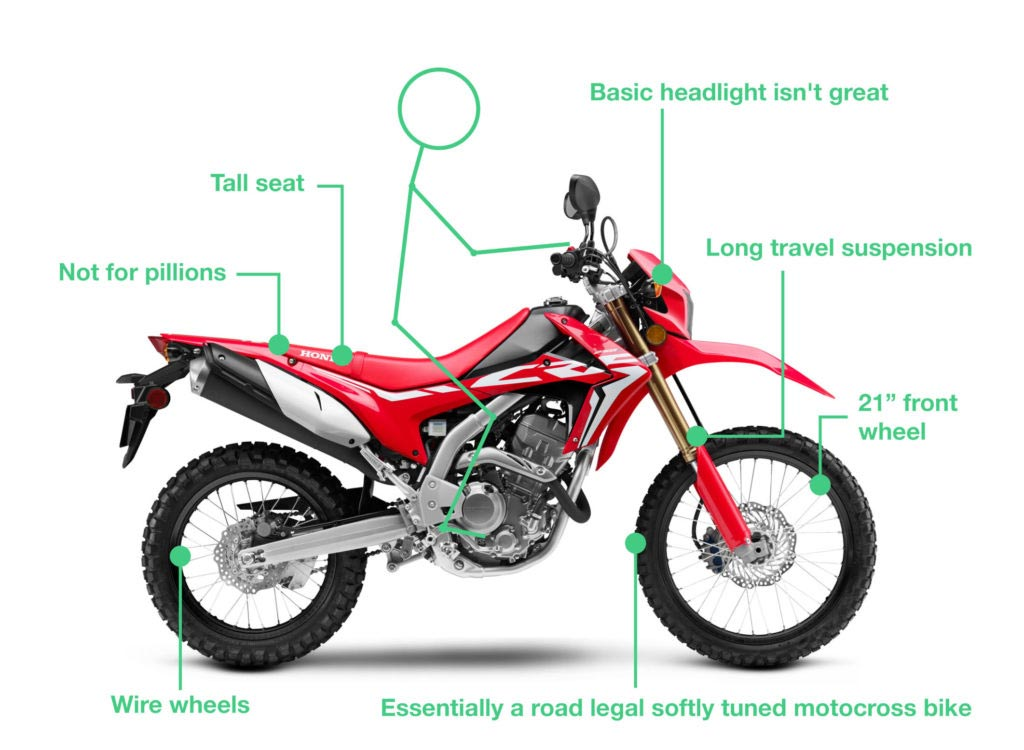 Basic headlight isn't great
Tall seat
Long travel suspension
Not for pillions
HONDA
21” front
wheel
Wire wheels
Essentially a road legal softly tuned motocross bike